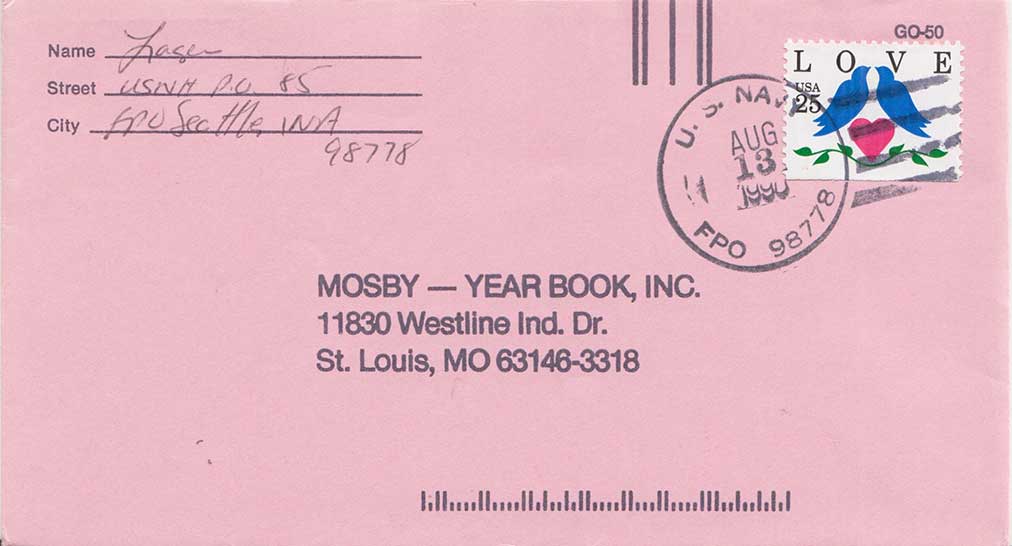 GO-50
Name
Street USNH P.O. 85
City FPO Seattle, WA
98778
LOVE
USA
25
U. S. NAVY
AUG
13
1990
FPO 98778
MOSBY — YEAR BOOK, INC.
11830 Westline Ind. Dr.
St. Louis, MO 63146-3318